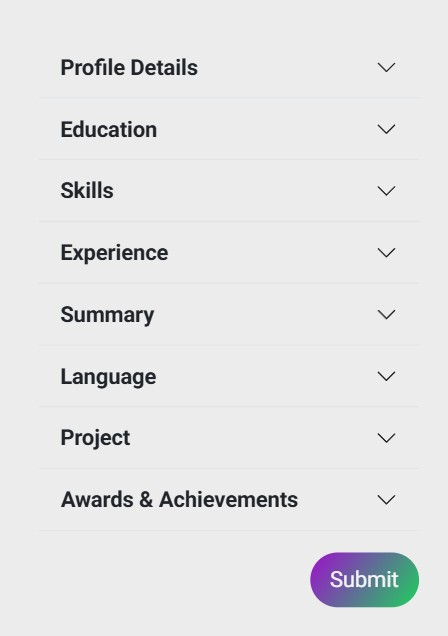 Profile Details
Education
Skills
Experience
Summary
Language
Project
Awards & Achievements
Submit